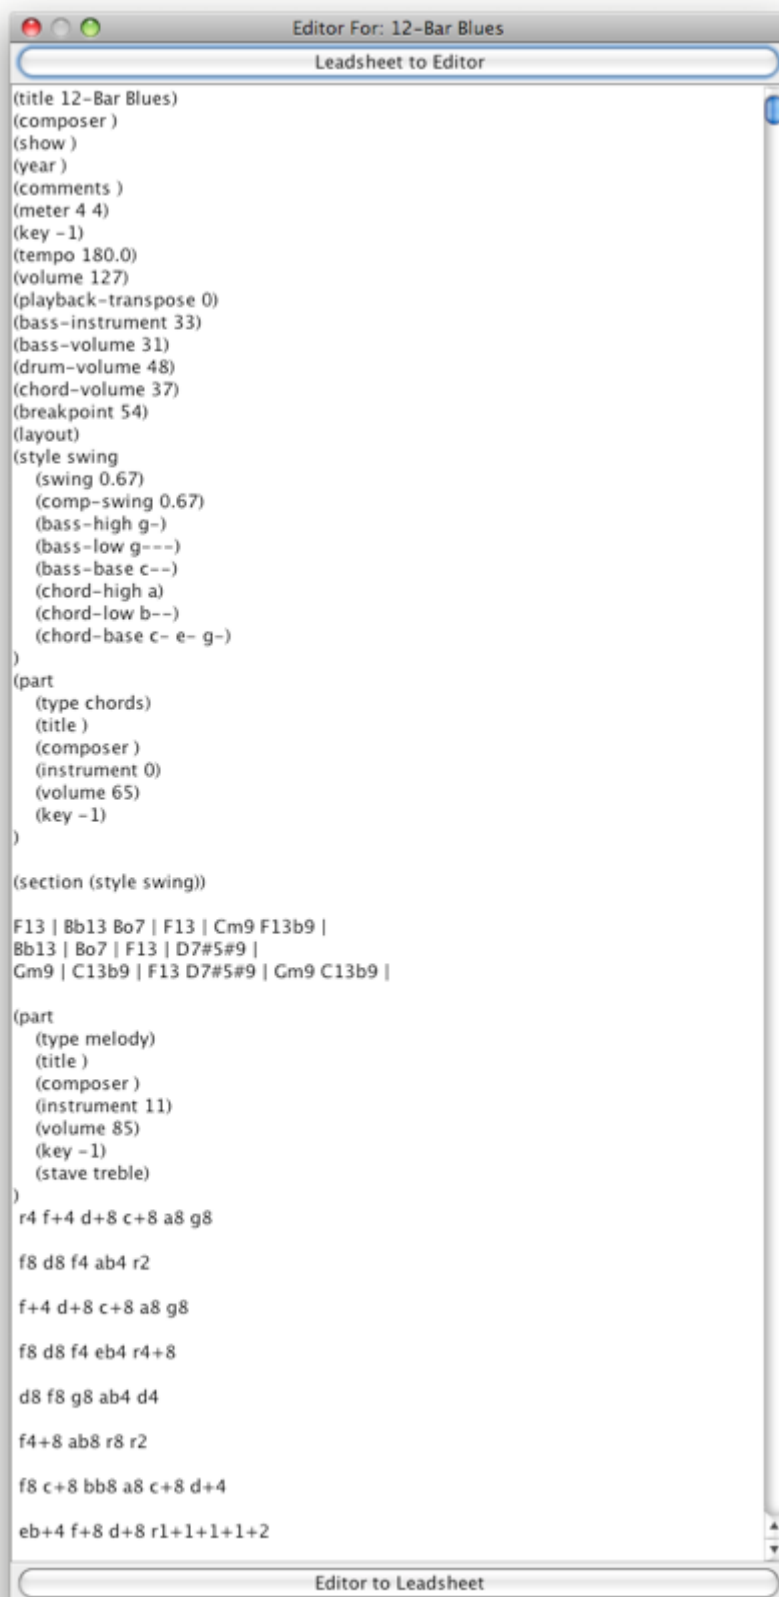 Editor For: 12-Bar Blues
Leadsheet to Editor
(title 12-Bar Blues)
(composer )
(show )
(year )
(comments )
(meter 4 4)
(key -1)
(tempo 180.0)
(volume 127)
(playback-transpose 0)
(bass-instrument 33)
(bass-volume 31)
(drum-volume 48)
(chord-volume 37)
(breakpoint 54)
(layout)
(style swing
(swing 0.67)
(comp-swing 0.67)
(bass-high g-)
(bass-low g---)
(bass-base c--)
(chord-high a)
(chord-low b--)
(chord-base c- e- g-)
)
(part
(type chords)
(title )
(composer )
(instrument 0)
(volume 65)
(key -1)
)
(section (style swing))
F13 | Bb13 Bo7 | F13 | Cm9 F13b9 |
Bb13 | Bo7 | F13 | D7#5#9 |
Gm9 | C13b9 | F13 D7#5#9 | Gm9 C13b9 |
(part
(type melody)
(title )
(composer )
(instrument 11)
(volume 85)
(key -1)
(stave treble)
)
r4 f+4 d+8 c+8 a8 g8
f8 d8 f4 ab4 r2
f+4 d+8 c+8 a8 g8
f8 d8 f4 eb4 r4+8
d8 f8 g8 ab4 d4
f4+8 ab8 r8 r2
f8 c+8 bb8 a8 c+8 d+4
eb+4 f+8 d+8 r1+1+1+1+2
Editor to Leadsheet